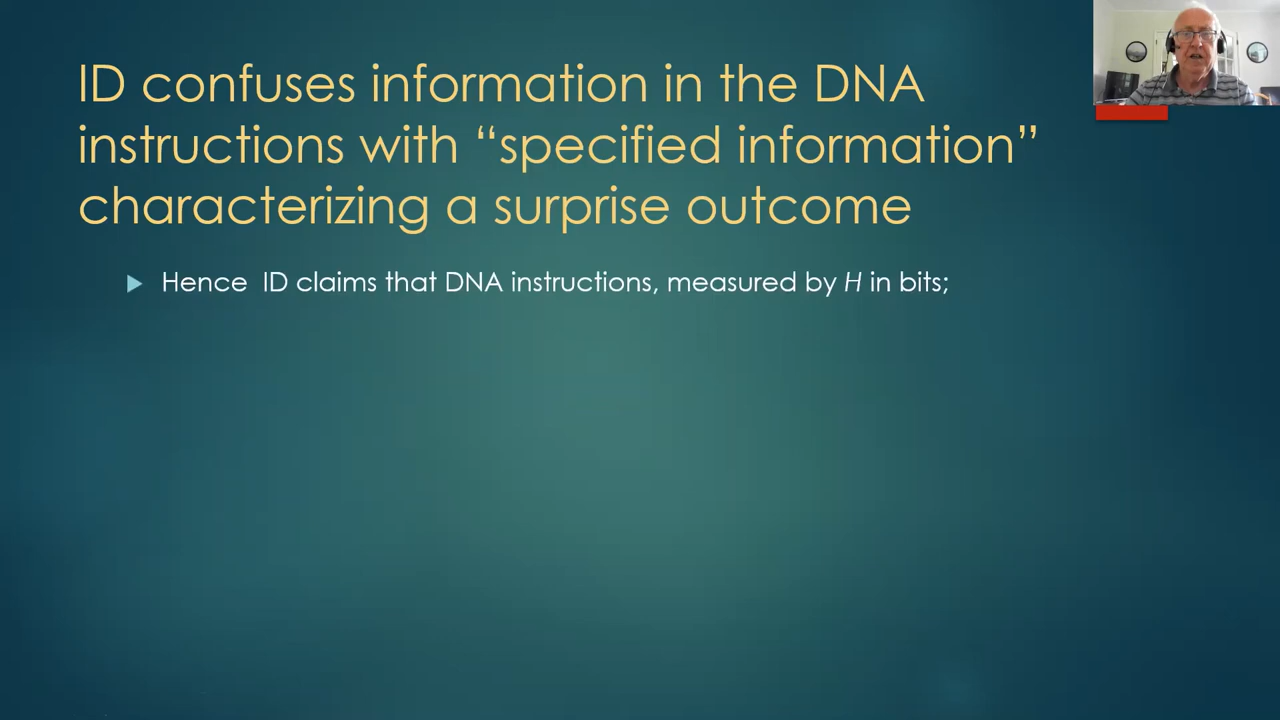 ID confuses information in the DNA
instructions with “specified information”
characterizing a surprise outcome
Hence  ID claims that DNA instructions, measured by H in bits;